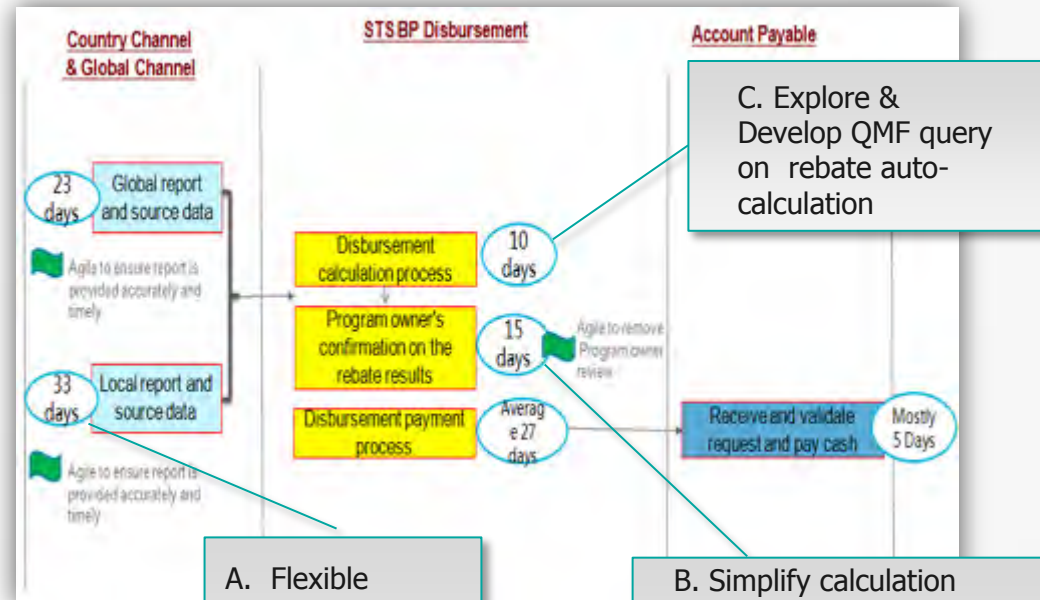 Country Channel
& Global Channel
STS BP Disbursement
Account Payable
C. Explore &
Develop QMF query
on rebate auto-
calculation
23
days
Global report
and source data
Agile to ensure report is
provided accurately and
timely
Disbursement
calculation process
10
days
Program owner's
confirmation on the
rebate results
15
days
Agile to remove
Program owner
review
33
days
Local report and
source data
Agile to ensure report is
provided accurately and
timely
Disbursement payment
process
Averag
e 27
days
Receive and validate
request and pay cash
Mostly
5 Days
A. Flexible
B. Simplify calculation